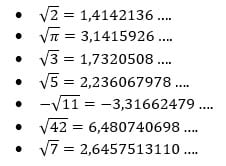 • √2 = 1,4142136 ….
• √π = 3,1415926 ….
• √3 = 1,7320508 ….
• √5 = 2,236067978 ….
• −√11 = −3,31662479 ….
• √42 = 6,480740698 ….
• √7 = 2,6457513110 ….